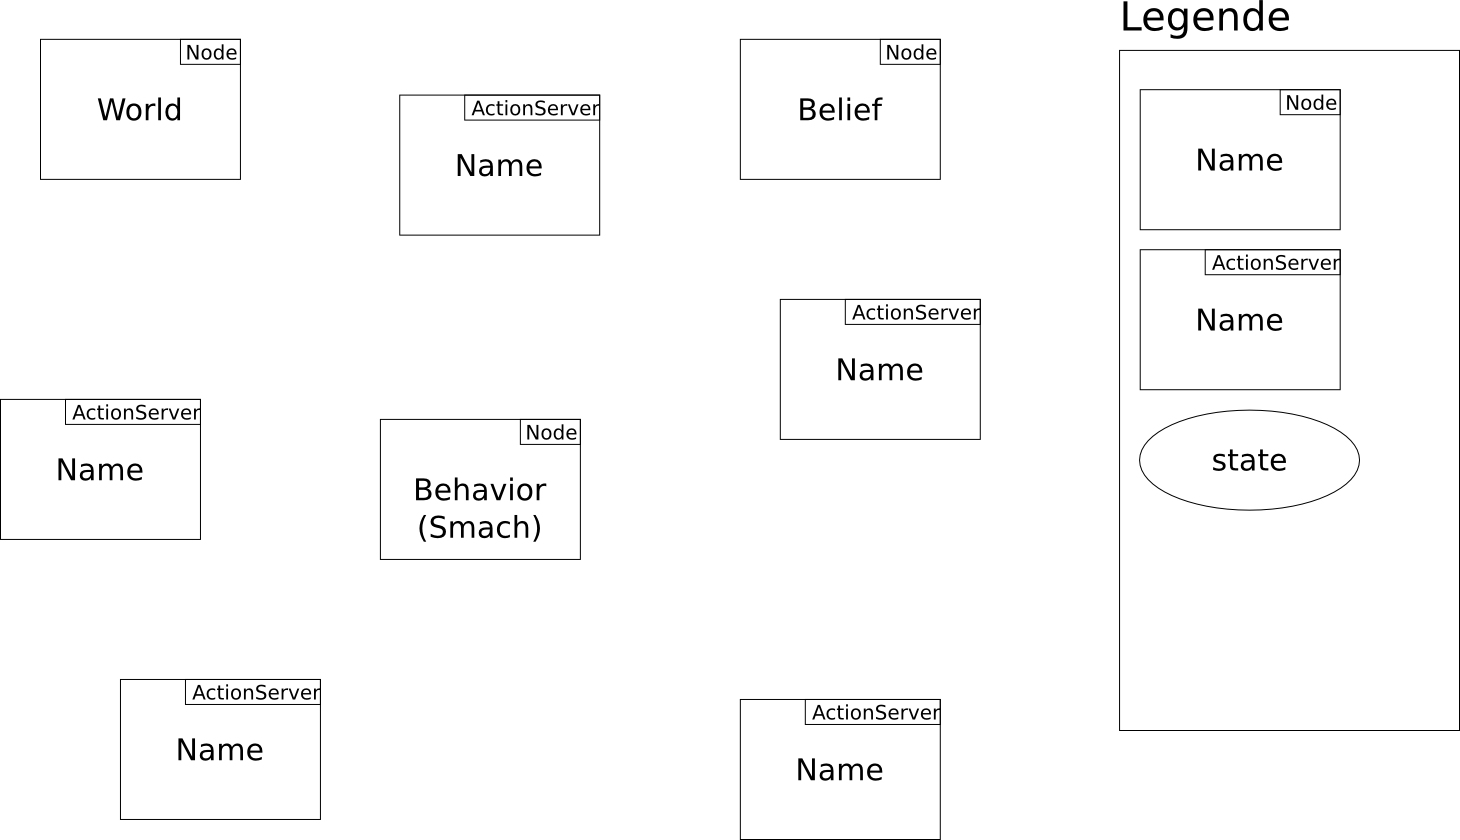 Node
World
ActionServer
Name
Node
Belief
ActionServer
Name
ActionServer
Name
Node
Behavior
(Smach)
ActionServer
Name
ActionServer
Name
Legende
Node
Name
ActionServer
Name
state